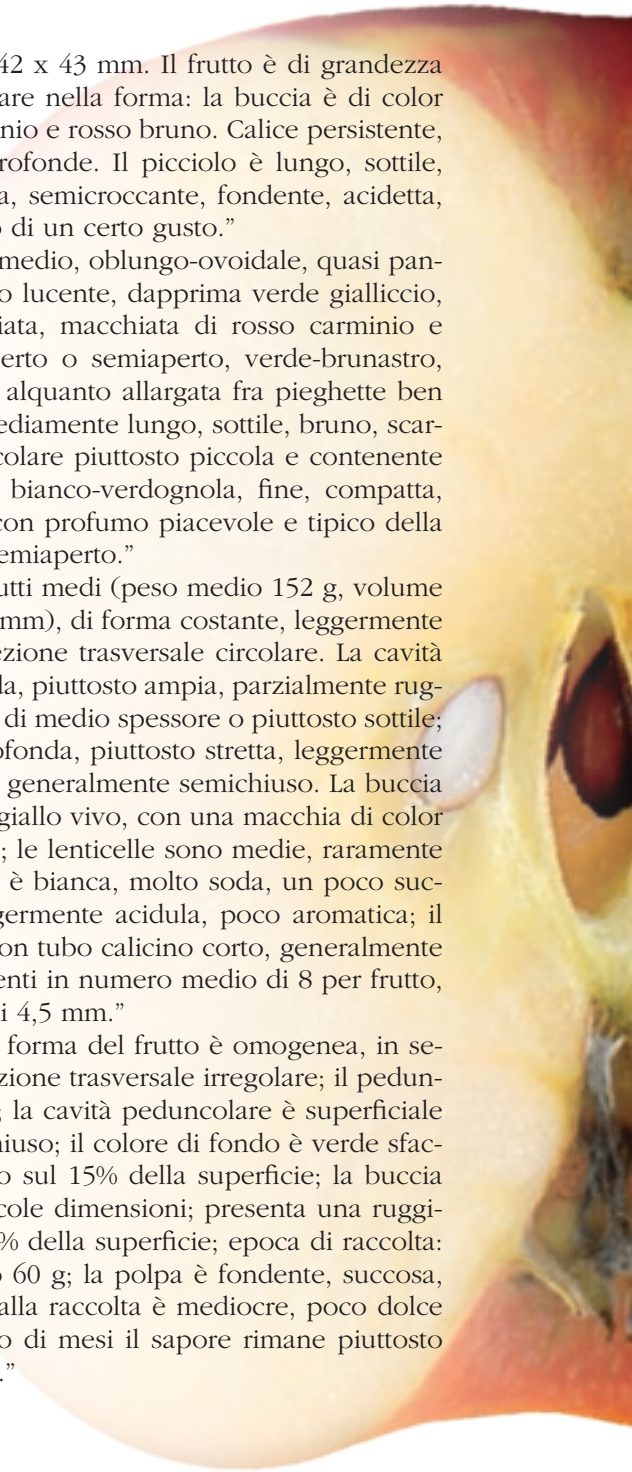 42 x 43 mm. Il frutto è di grandezza
are nella forma: la buccia è di color
nio e rosso bruno. Calice persistente,
rofonde. Il picciolo è lungo, sottile,
a, semicroccante, fondente, acidetta,
o di un certo gusto.”
medio, oblungo-ovoidale, quasi pan-
o lucente, dapprima verde gialliccio,
iata, macchiata di rosso carminio e
erto o semiaperto, verde-brunastro,
alquanto allargata fra pieghette ben
ediamente lungo, sottile, bruno, scar-
colare piuttosto piccola e contenente
bianco-verdognola, fine, compatta,
con profumo piacevole e tipico della
emiaperto.”
utti medi (peso medio 152 g, volume
mm), di forma costante, leggermente
ezione trasversale circolare. La cavità
da, piuttosto ampia, parzialmente rug-
di medio spessore o piuttosto sottile;
ofonda, piuttosto stretta, leggermente
generalmente semichiuso. La buccia
giallo vivo, con una macchia di color
; le lenticelle sono medie, raramente
è bianca, molto soda, un poco suc-
germente acidula, poco aromatica; il
on tubo calicino corto, generalmente
enti in numero medio di 8 per frutto,
i 4,5 mm.”
forma del frutto è omogenea, in se-
zione trasversale irregolare; il pedun-
; la cavità peduncolare è superficiale
hiuso; il colore di fondo è verde sfac-
o sul 15% della superficie; la buccia
cole dimensioni; presenta una ruggi-
% della superficie; epoca di raccolta:
o 60 g; la polpa è fondente, succosa,
alla raccolta è mediocre, poco dolce
o di mesi il sapore rimane piuttosto
.”